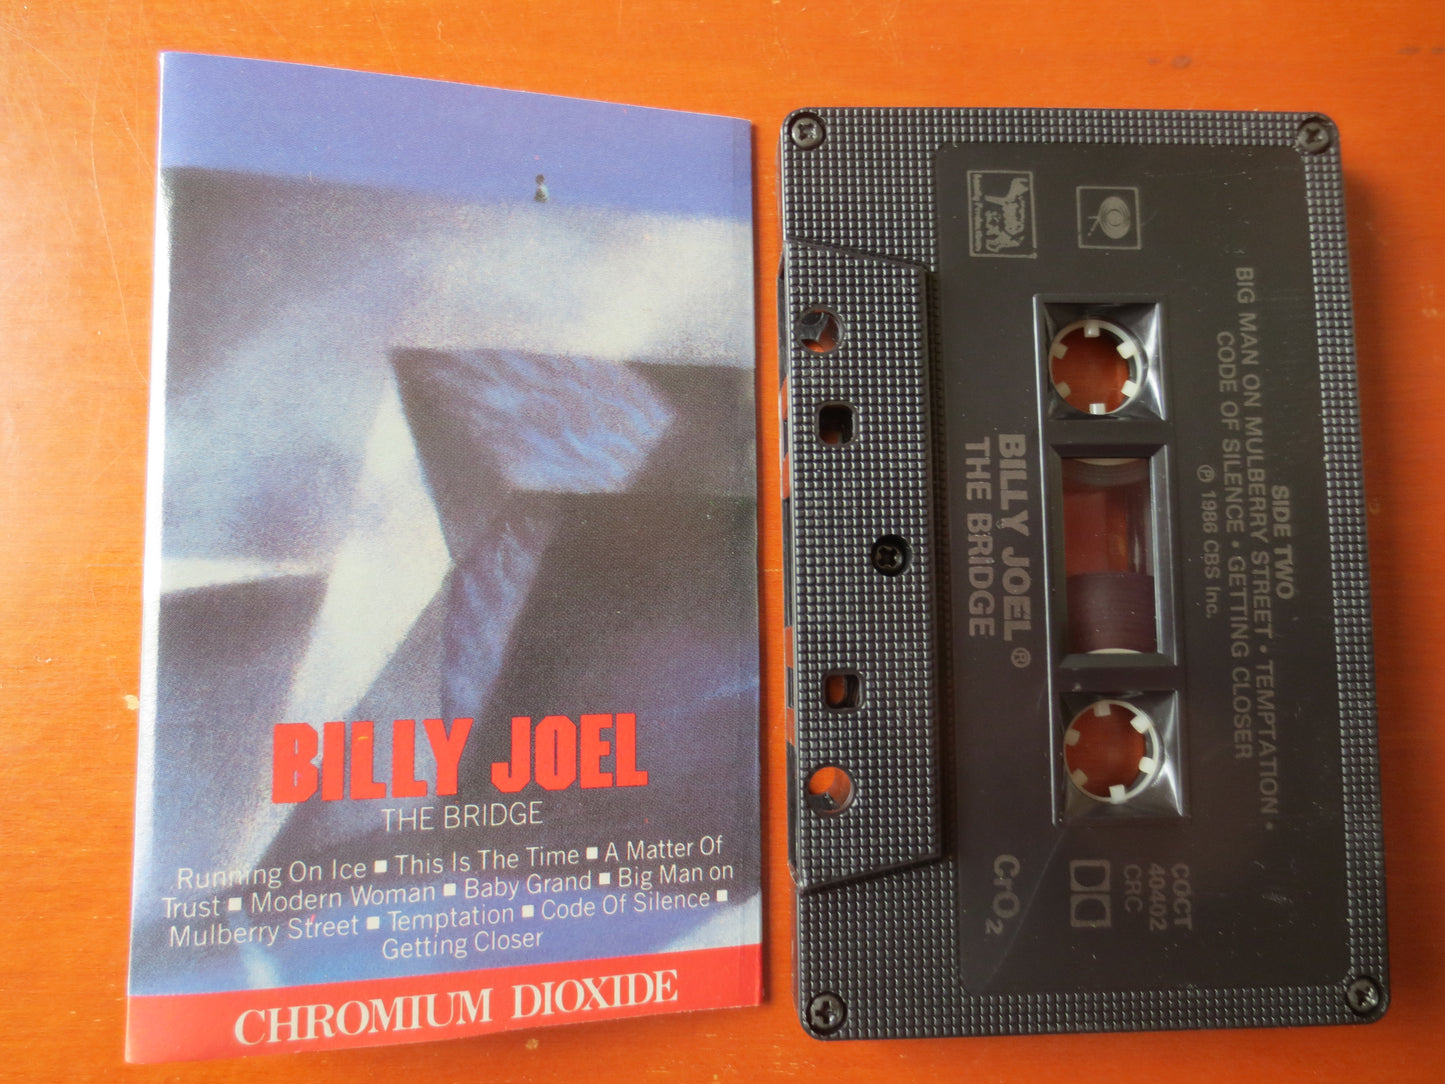 BILLY JOEL
THE BRIDGE
Running On Ice ■ This Is The Time ■ A Matter Of
Trust ■ Modern Woman ■ Baby Grand ■ Big Man on
Mulberry Street ■ Temptation ■ Code Of Silence ■
Getting Closer
CHROMIUM DIOXIDE
SIDE TWO
BIG MAN ON MULBERRY STREET • TEMPTATION •
CODE OF SILENCE • GETTING CLOSER
℗ 1986 CBS Inc.
BILLY JOEL®
THE BRIDGE
COCT
40402
CRC
CrO₂